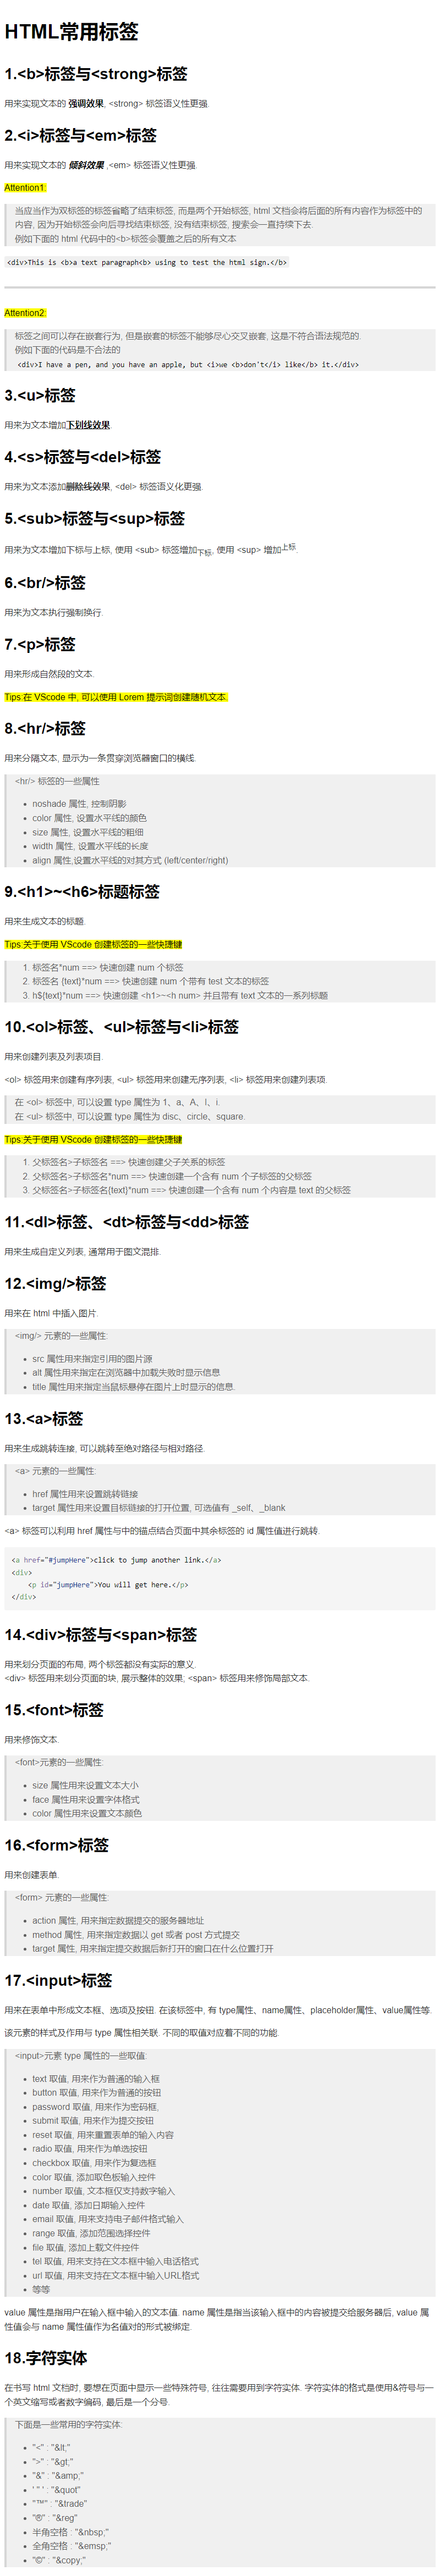 HTML常用标签
1.<b>标签与<strong>标签
用来实现文本的 强调效果, <strong> 标签语义性更强.
2.<i>标签与<em>标签
用来实现文本的 倾斜效果 ,<em> 标签语义性更强.
Attention1:
当应当作为双标签的标签省略了结束标签, 而是两个开始标签, html 文档会将后面的所有内容作为标签中的
内容, 因为开始标签会向后寻找结束标签, 没有结束标签, 搜索会一直持续下去.
例如下面的 html 代码中的<b>标签会覆盖之后的所有文本
<div>This is <b>a text paragraph<b> using to test the html sign.</b>
Attention2:
标签之间可以存在嵌套行为, 但是嵌套的标签不能够尽心交叉嵌套, 这是不符合语法规范的.
例如下面的代码是不合法的
<div>I have a pen, and you have an apple, but <i>we <b>don't</i> like</b> it.</div>
3.<u>标签
用来为文本增加下划线效果.
4.<s>标签与<del>标签
用来为文本添加删除线效果, <del> 标签语义化更强.
5.<sub>标签与<sup>标签
用来为文本增加下标与上标, 使用 <sub> 标签增加下标, 使用 <sup> 增加上标.
6.<br/>标签
用来为文本执行强制换行.
7.<p>标签
用来形成自然段的文本.
Tips 在 VScode 中, 可以使用 Lorem 提示词创建随机文本.
8.<hr/>标签
用来分隔文本, 显示为一条贯穿浏览器窗口的横线.
<hr/> 标签的一些属性
noshade 属性, 控制阴影
color 属性, 设置水平线的颜色
size 属性, 设置水平线的粗细
width 属性, 设置水平线的长度
align 属性,设置水平线的对其方式 (left/center/right)
9.<h1>~<h6>标题标签
用来生成文本的标题.
Tips 关于使用 VScode 创建标签的一些快捷键
1. 标签名*num ==> 快速创建 num 个标签
2. 标签名 {text}*num ==> 快速创建 num 个带有 test 文本的标签
3. h${text}*num ==> 快速创建 <h1>~<h num> 并且带有 text 文本的一系列标题
10.<ol>标签、<ul>标签与<li>标签
用来创建列表及列表项目.
<ol> 标签用来创建有序列表, <ul> 标签用来创建无序列表, <li> 标签用来创建列表项.
在 <ol> 标签中, 可以设置 type 属性为 1、a、A、I、i.
在 <ul> 标签中, 可以设置 type 属性为 disc、circle、square.
Tips 关于使用 VScode 创建标签的一些快捷键
1. 父标签名>子标签名 ==> 快速创建父子关系的标签
2. 父标签名>子标签名*num ==> 快速创建一个含有 num 个子标签的父标签
3. 父标签名>子标签名{text}*num ==> 快速创建一个含有 num 个内容是 text 的父标签
11.<dl>标签、<dt>标签与<dd>标签
用来生成自定义列表, 通常用于图文混排.
12.<img/>标签
用来在 html 中插入图片.
<img/> 元素的一些属性:
src 属性用来指定引用的图片源
alt 属性用来指定在浏览器中加载失败时显示信息
title 属性用来指定当鼠标悬停在图片上时显示的信息.
13.<a>标签
用来生成跳转连接, 可以跳转至绝对路径与相对路径.
<a> 元素的一些属性:
href 属性用来设置跳转链接
target 属性用来设置目标链接的打开位置, 可选值有 _self、_blank
<a> 标签可以利用 href 属性与中的锚点结合页面中其余标签的 id 属性值进行跳转.
<a href="#jumpHere">click to jump another link.</a>
<div>
<p id="jumpHere">You will get here.</p>
</div>
14.<div>标签与<span>标签
用来划分页面的布局, 两个标签都没有实际的意义.
<div> 标签用来划分页面的块, 展示整体的效果; <span> 标签用来修饰局部文本.
15.<font>标签
用来修饰文本.
<font>元素的一些属性:
size 属性用来设置文本大小
face 属性用来设置字体格式
color 属性用来设置文本颜色
16.<form>标签
用来创建表单.
<form> 元素的一些属性:
action 属性, 用来指定数据提交的服务器地址
method 属性, 用来指定数据以 get 或者 post 方式提交
target 属性, 用来指定提交数据后新打开的窗口在什么位置打开
17.<input>标签
用来在表单中形成文本框、选项及按钮. 在该标签中, 有 type属性、name属性、placeholder属性、value属性等.
该元素的样式及作用与 type 属性相关联. 不同的取值对应着不同的功能.
<input>元素 type 属性的一些取值:
text 取值, 用来作为普通的输入框
button 取值, 用来作为普通的按钮
password 取值, 用来作为密码框,
submit 取值, 用来作为提交按钮
reset 取值, 用来重置表单的输入内容
radio 取值, 用来作为单选按钮
checkbox 取值, 用来作为复选框
color 取值, 添加取色板输入控件
number 取值, 文本框仅支持数字输入
date 取值, 添加日期输入控件
email 取值, 用来支持电子邮件格式输入
range 取值, 添加范围选择控件
file 取值, 添加上载文件控件
tel 取值, 用来支持在文本框中输入电话格式
url 取值, 用来支持在文本框中输入URL格式
等等
value 属性是指用户在输入框中输入的文本值. name 属性是指当该输入框中的内容被提交给服务器后, value 属
性值会与 name 属性值作为名值对的形式被绑定.
18.字符实体
在书写 html 文档时, 要想在页面中显示一些特殊符号, 往往需要用到字符实体. 字符实体的格式是使用&符号与一
个英文缩写或者数字编码, 最后是一个分号.
下面是一些常用的字符实体:
"<" : "&lt;"
">" : "&gt;"
"&" : "&amp;"
' " ' : "&quot"
"™" : "&trade"
"®" : "&reg"
半角空格 : "&nbsp;"
全角空格 : "&emsp;"
"©" : "&copy;"